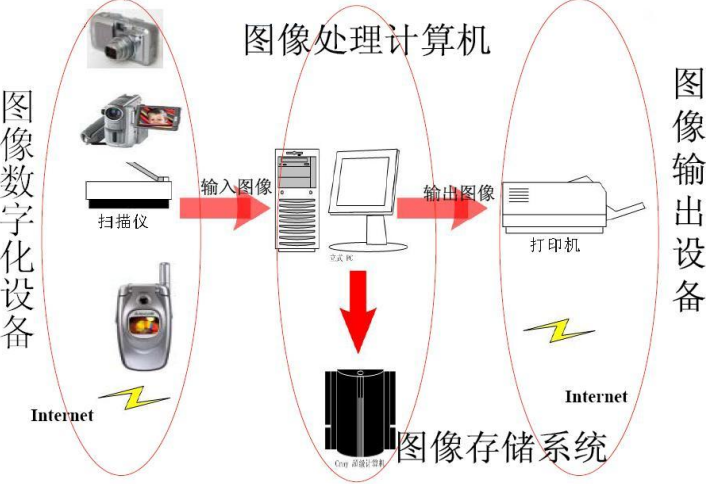 图像处理计算机
图像数字化设备
图像输出设备
输入图像
输出图像
扫描仪
立式 PC
打印机
Internet
Internet
图像存储系统
Cray 超级计算机